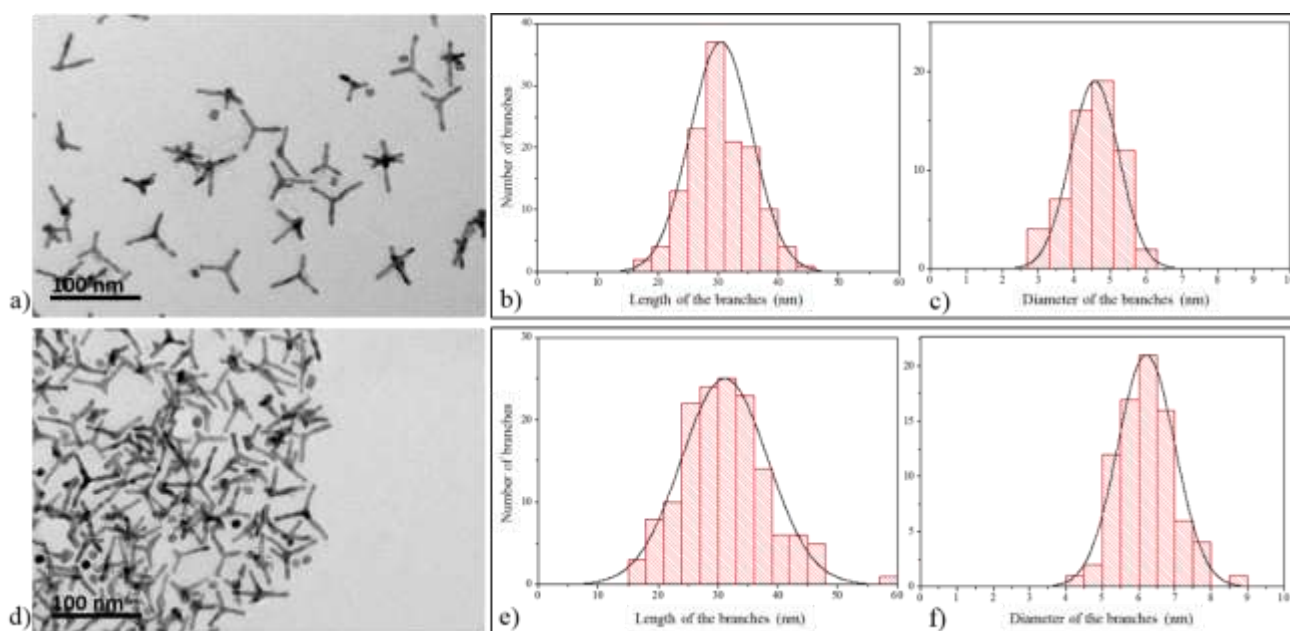 a)
100 nm
b)
Number of branches
40
30
20
10
0
0 10 20 30 40 50 60
Length of the branches (nm)
c)
20
10
0
0 1 2 3 4 5 6 7 8 9 10
Diameter of the branches (nm)
d)
100 nm
e)
Number of branches
30
20
10
0
0 10 20 30 40 50 60
Length of the branches (nm)
f)
20
15
10
5
0
0 1 2 3 4 5 6 7 8 9 10
Diameter of the branches (nm)